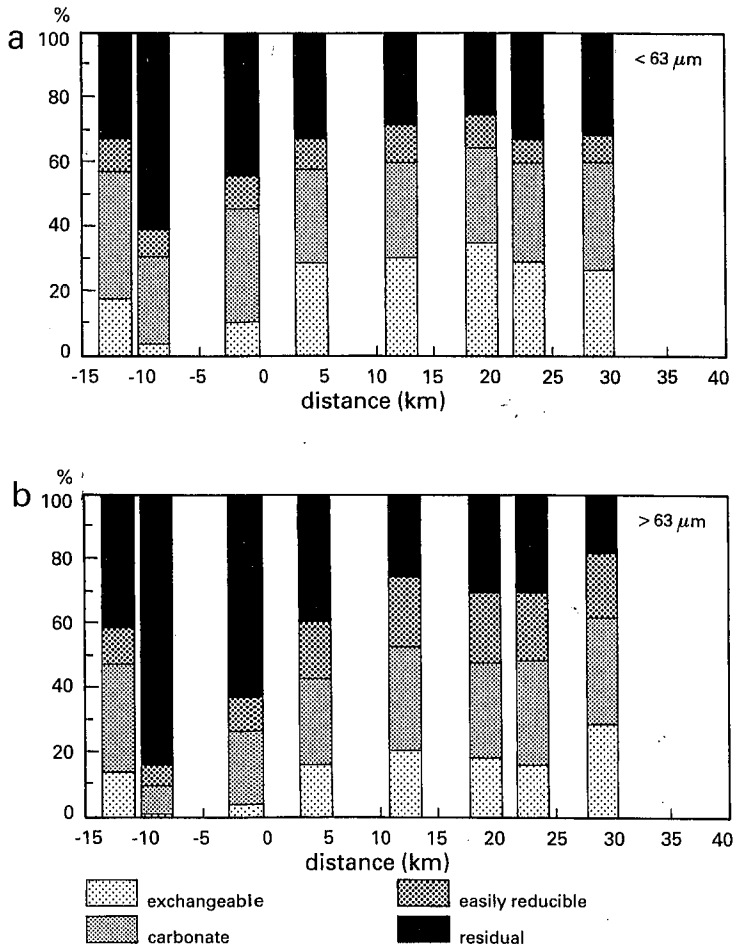 %
a
100
< 63 μm
80
60
40
20
0
-15 -10 -5 0 5 10 15 20 25 30 35 40
distance (km)
%
b
100
> 63 μm
80
60
40
20
0
-15 -10 -5 0 5 10 15 20 25 30 35 40
distance (km)
exchangeable easily reducible
carbonate residual